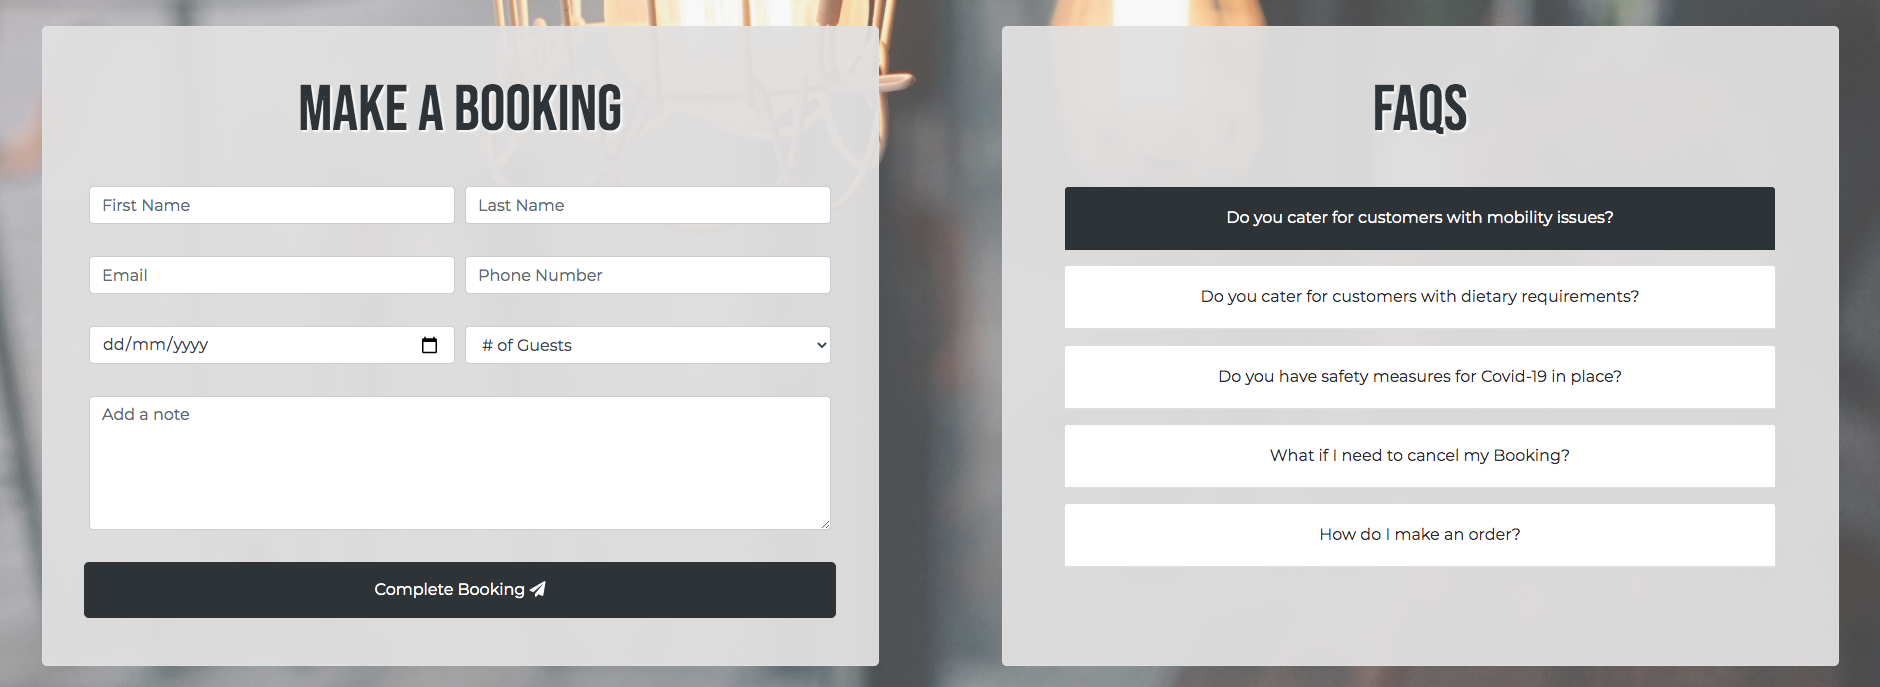 MAKE A BOOKING
First Name
Last Name
Email
Phone Number
dd/mm/yyyy
# of Guests
Add a note
Complete Booking
FAQS
Do you cater for customers with mobility issues?
Do you cater for customers with dietary requirements?
Do you have safety measures for Covid-19 in place?
What if I need to cancel my Booking?
How do I make an order?